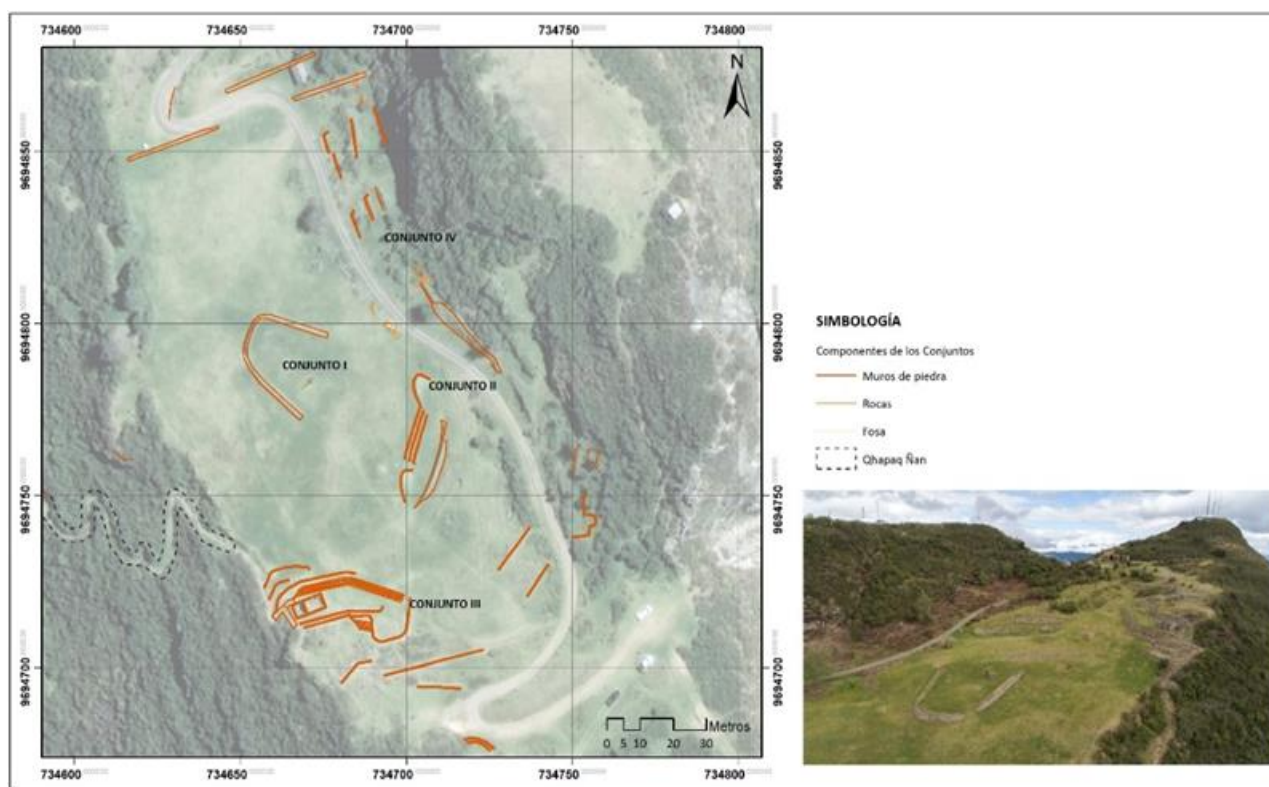 734600 734650 734700 734750 734800
N
9694850 9694850
CONJUNTO IV
9694800 9694800
CONJUNTO I
CONJUNTO II
9694750 9694750
CONJUNTO III
9694700 9694700
Metros
0 5 10 20 30
734600 734650 734700 734750 734800
SIMBOLOGÍA
Componentes de los Conjuntos
Muros de piedra
Rocas
Fosa
Qhapaq Ñan